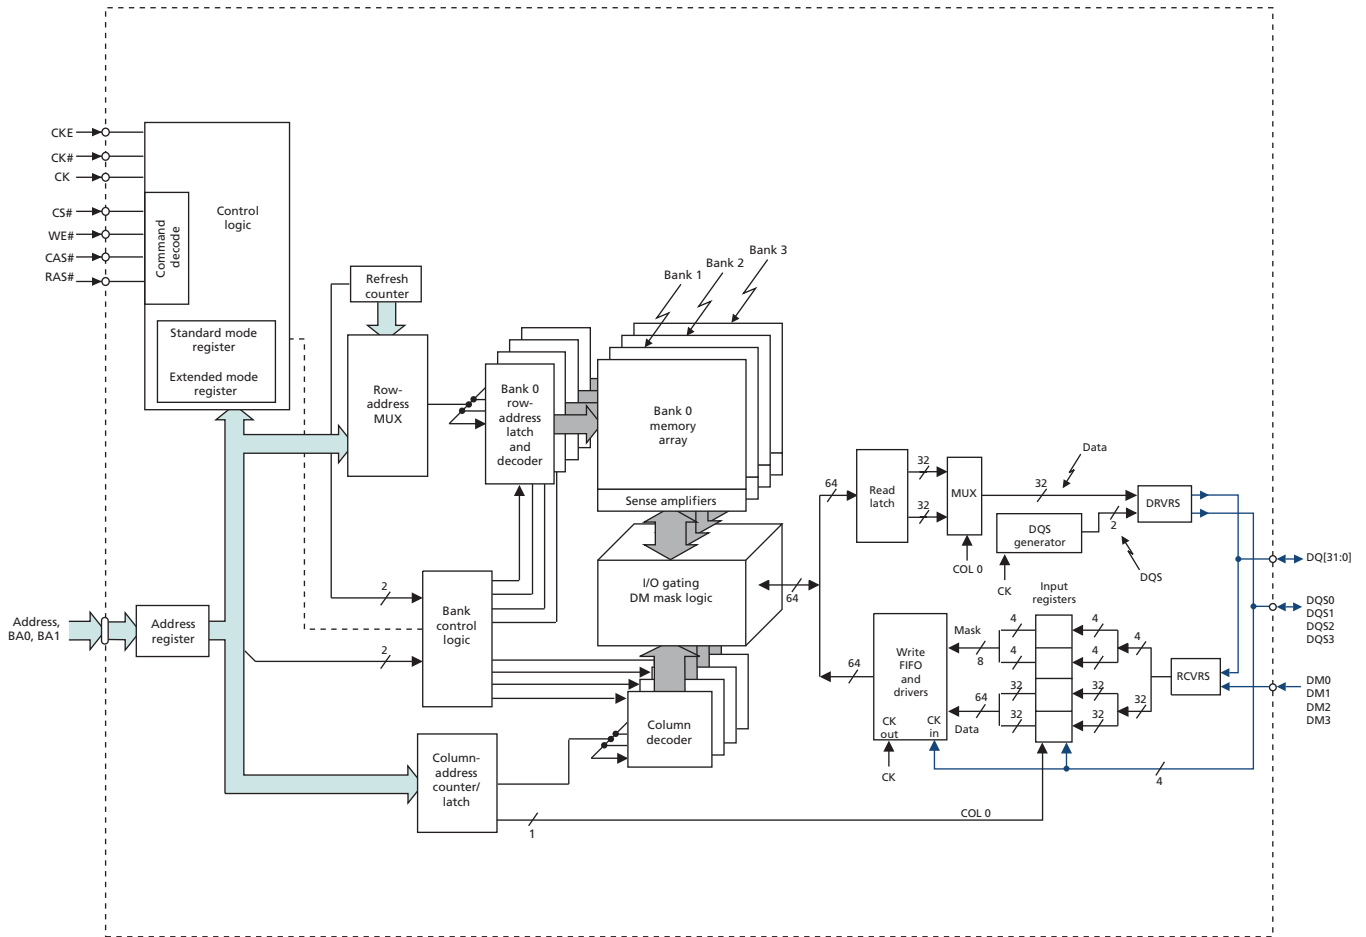 CKE
CK#
CK
CS#
WE#
CAS#
RAS#
Command
decode
Control
logic
Standard mode
register
Extended mode
register
Refresh
counter
Row-
address
MUX
Bank 0
row-
address
latch
and
decoder
Bank 1
Bank 2
Bank 3
Bank 0
memory
array
Sense amplifiers
I/O gating
DM mask logic
2
2
Bank
control
logic
Address,
BA0, BA1
Address
register
Column-
address
counter/
latch
Column
decoder
1
COL 0
64
64
64
Read
latch
32
32
MUX
COL 0
32
Data
DQS
generator
CK
2
DQS
DRVRS
DQ[31:0]
DQS0
DQS1
DQS2
DQS3
DM0
DM1
DM2
DM3
RCVRS
Input
registers
4
4
4
4
4
32
32
32
32
32
Mask
8
64
Data
Write
FIFO
and
drivers
CK
out
CK
in
CK
4